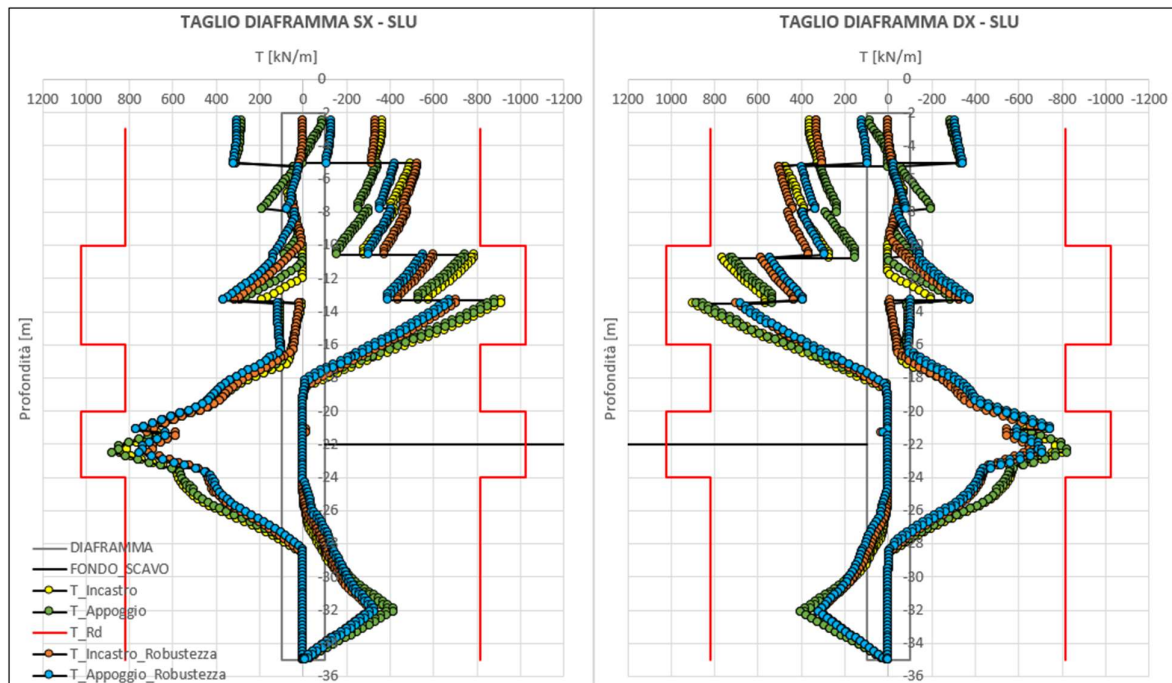 TAGLIO DIAFRAMMA SX - SLU
T [kN/m]
1200 1000 800 600 400 200 0 -200 -400 -600 -800 -1000 -1200
Profondità [m]
0
-2
-4
-6
-8
-10
-12
-14
-16
-18
-20
-22
-24
-26
-28
-30
-32
-34
-36
DIAFRAMMA
FONDO_SCAVO
T_Incastro
T_Appoggio
T_Rd
T_Incastro_Robustezza
T_Appoggio_Robustezza
TAGLIO DIAFRAMMA DX - SLU
T [kN/m]
1200 1000 800 600 400 200 0 -200 -400 -600 -800 -1000 -1200
Profondità [m]
0
-2
-4
-6
-8
-10
-12
-14
-16
-18
-20
-22
-24
-26
-28
-30
-32
-34
-36